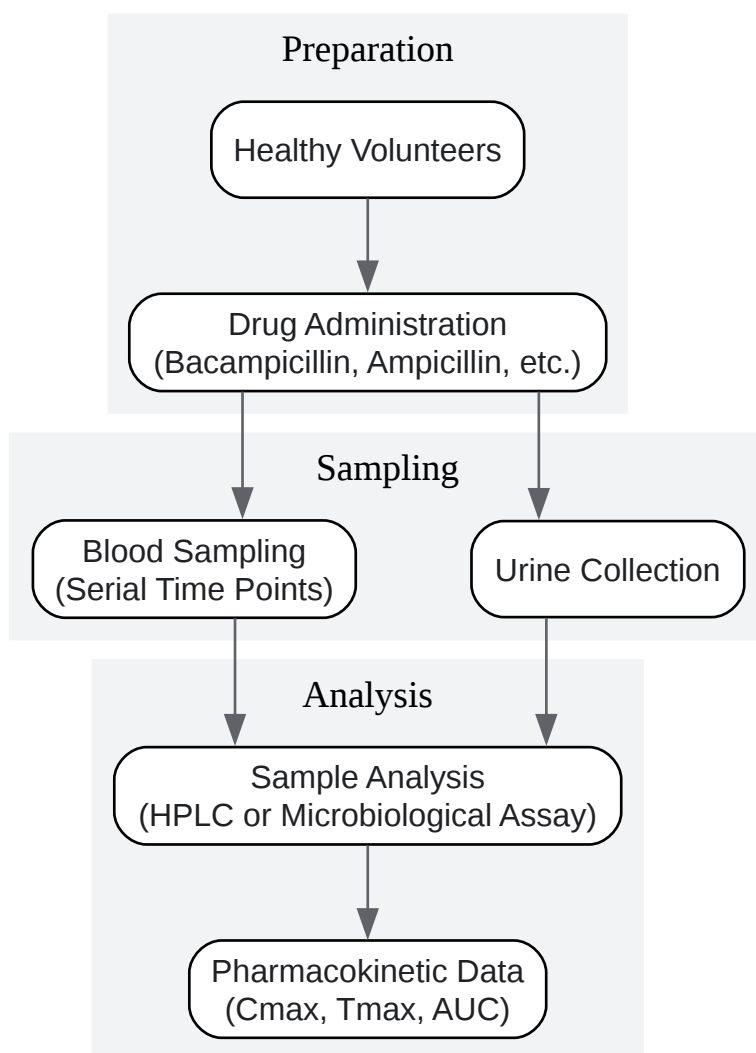 Preparation
Healthy Volunteers
Drug Administration
(Bacampicillin, Ampicillin, etc.)
Sampling
Blood Sampling
(Serial Time Points)
Urine Collection
Analysis
Sample Analysis
(HPLC or Microbiological Assay)
Pharmacokinetic Data
(Cmax, Tmax, AUC)